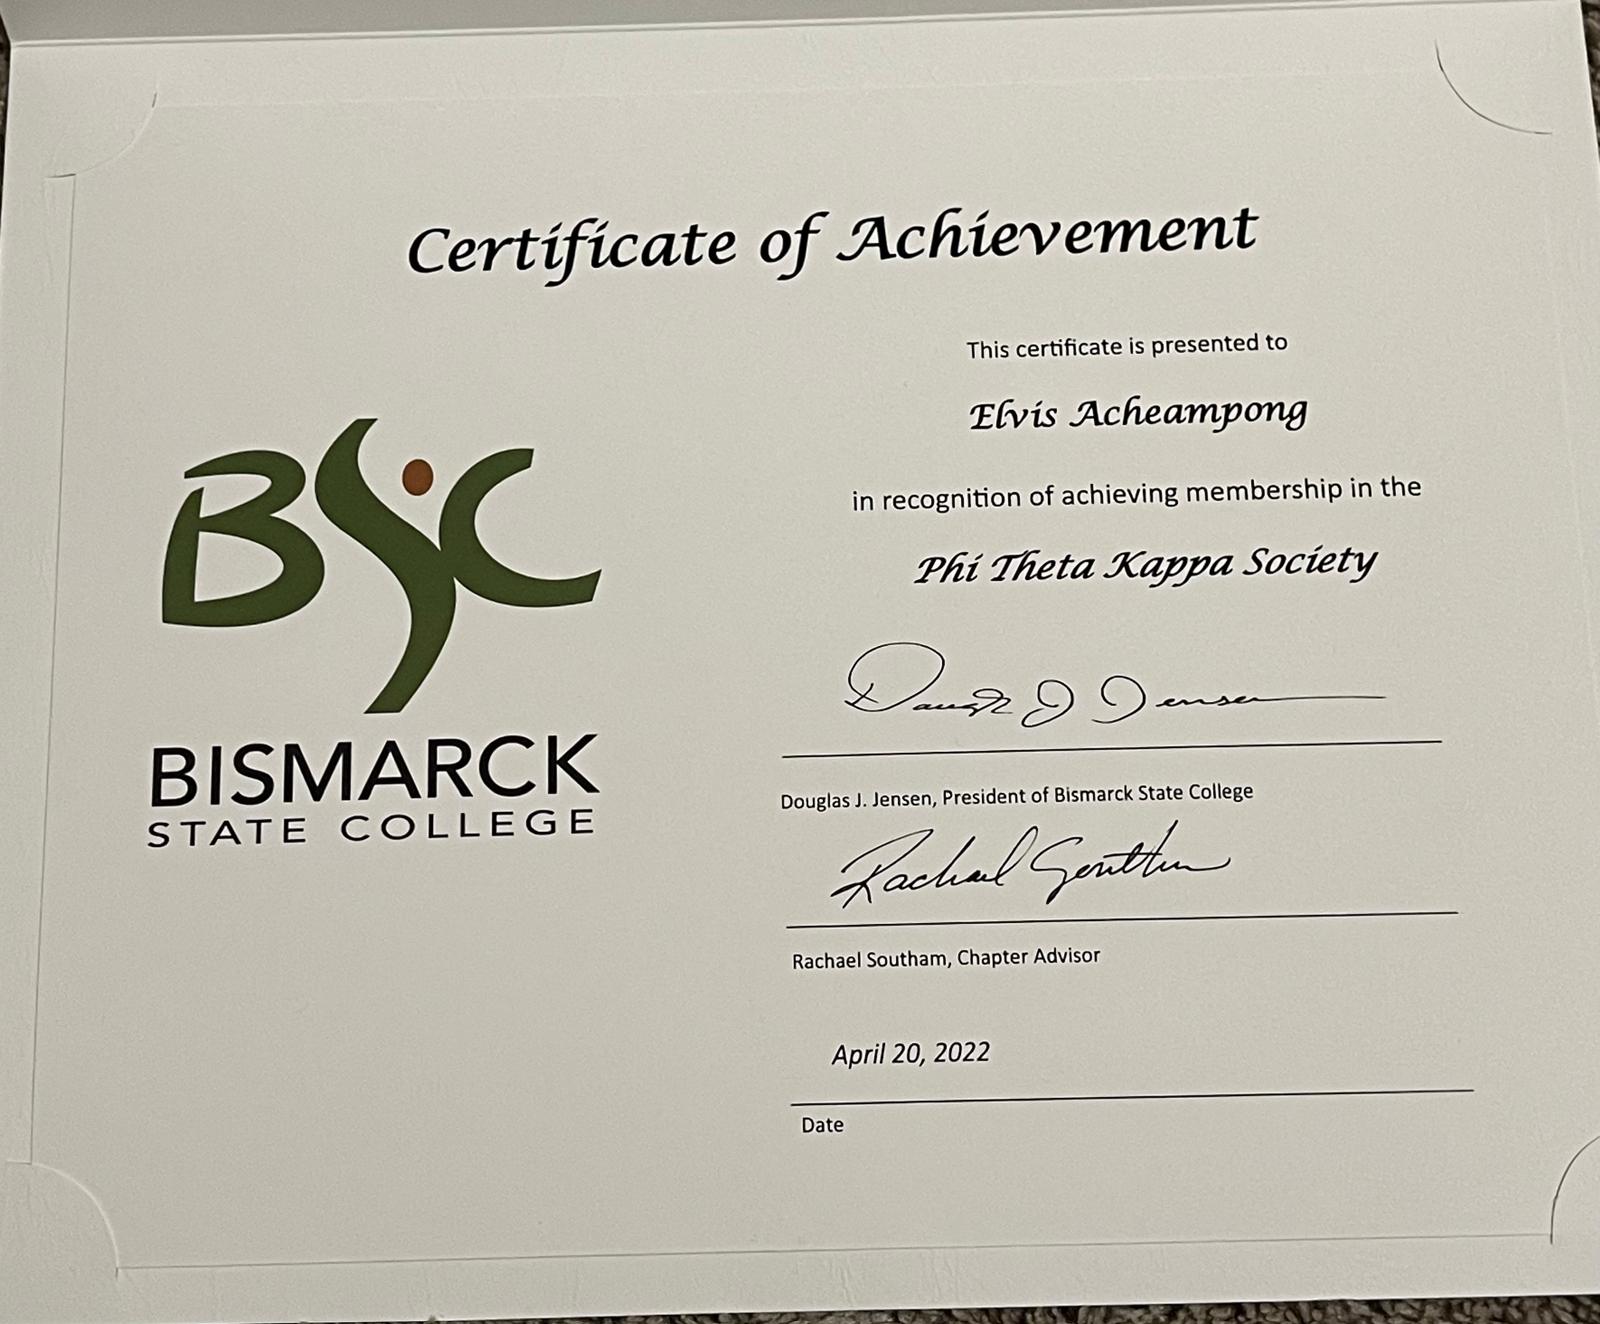 Certificate of Achievement
This certificate is presented to
Elvis Acheampong
in recognition of achieving membership in the
Phi Theta Kappa Society
BSC
BISMARCK
STATE COLLEGE
Douglas J Jensen
Douglas J. Jensen, President of Bismarck State College
Rachael Southam
Rachael Southam, Chapter Advisor
April 20, 2022
Date